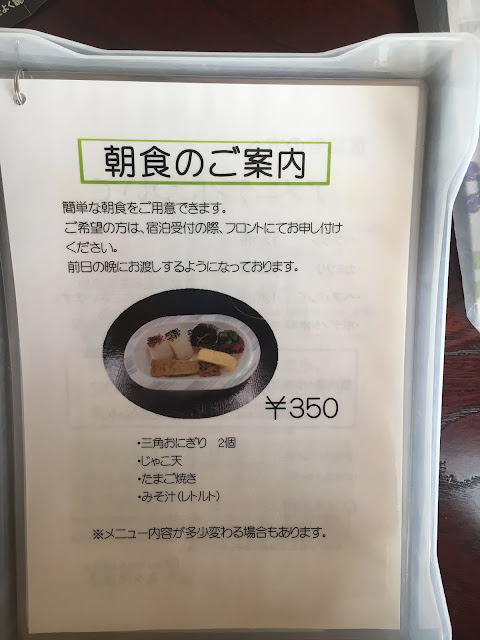 朝食のご案内
簡単な朝食をご用意できます。
ご希望の方は、宿泊受付の際、フロントにてお申し付け
ください。
前日の晩にお渡しするようになっております。
￥350
・三角おにぎり 2個
・じゃこ天
・たまご焼き
・みそ汁(レトルト)
※メニュー内容が多少変わる場合もあります。